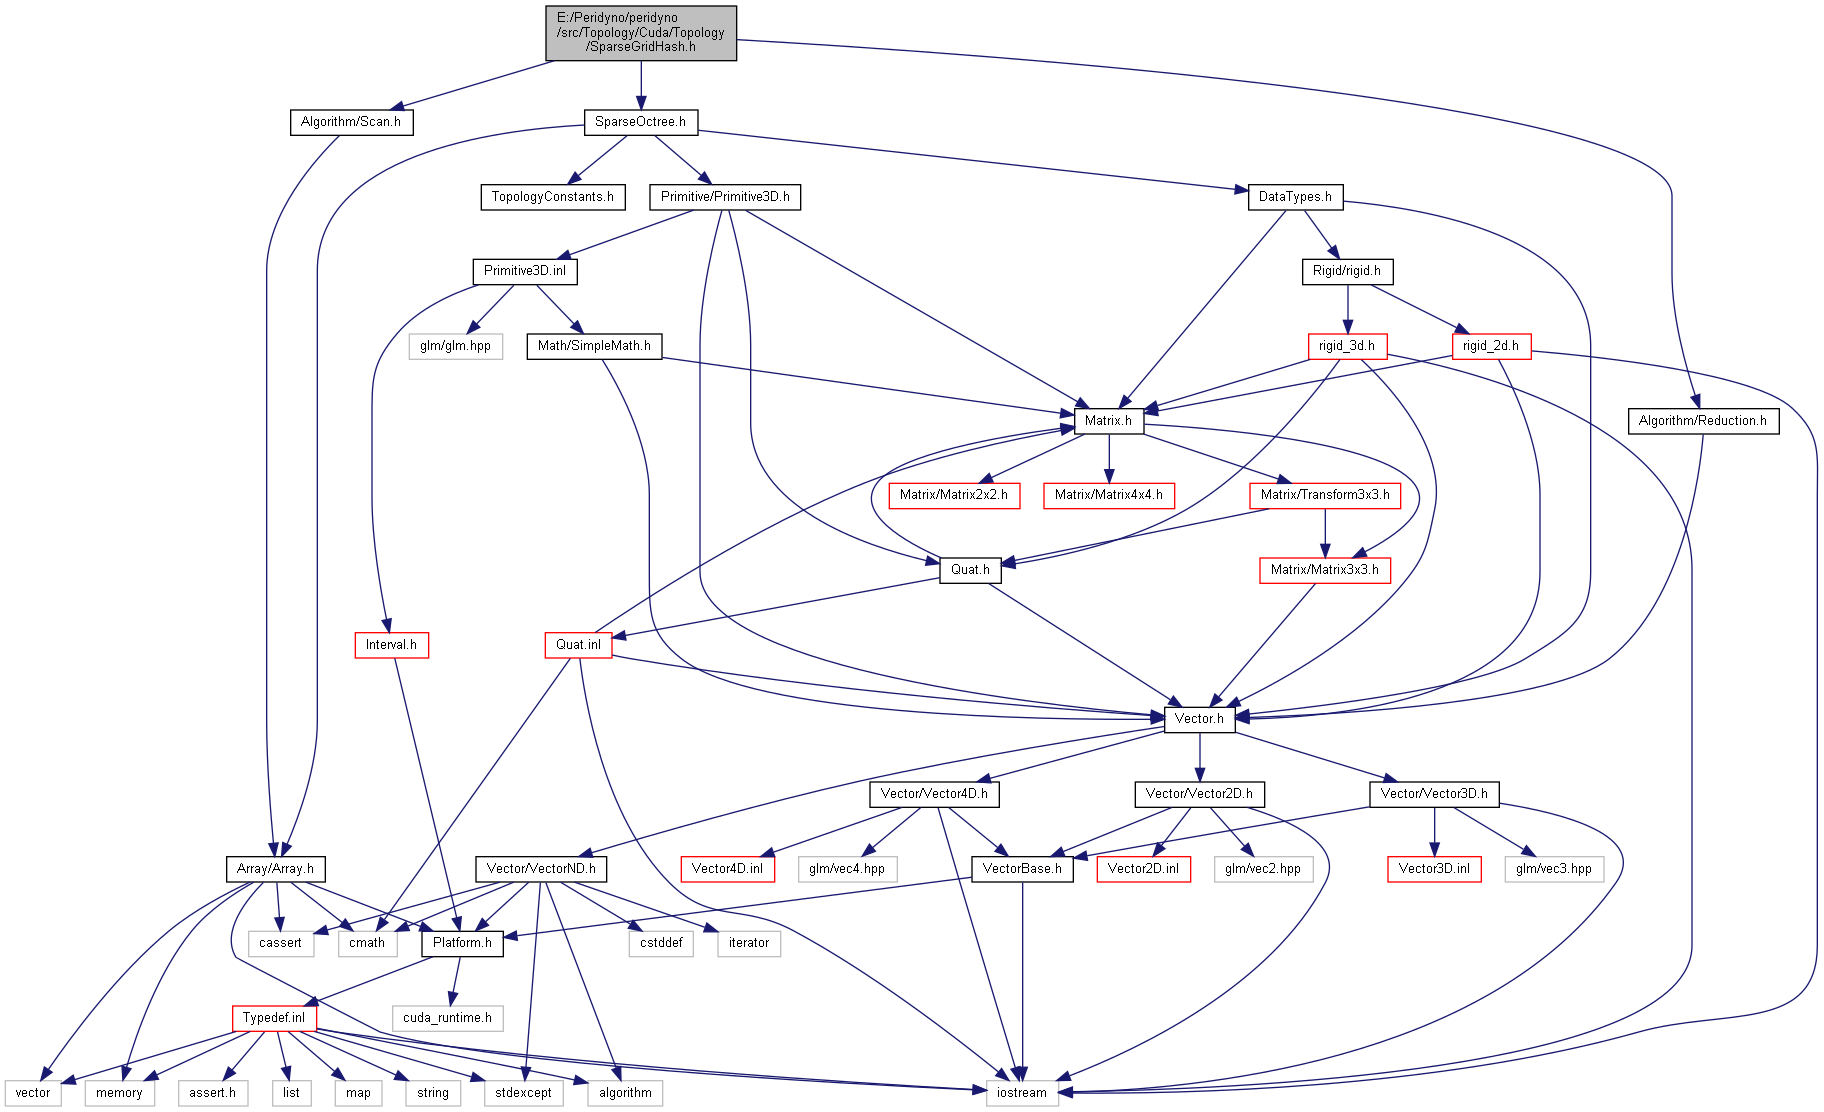 E:/Peridyno/peridyno
/src/Topology/Cuda/Topology
/SparseGridHash.h
Algorithm/Scan.h
SparseOctree.h
TopologyConstants.h
Primitive/Primitive3D.h
DataTypes.h
Primitive3D.inl
Rigid/rigid.h
glm/glm.hpp
Math/SimpleMath.h
rigid_3d.h
rigid_2d.h
Matrix.h
Algorithm/Reduction.h
Matrix/Matrix2x2.h
Matrix/Matrix4x4.h
Matrix/Transform3x3.h
Quat.h
Matrix/Matrix3x3.h
Interval.h
Quat.inl
Vector.h
Vector/Vector4D.h
Vector/Vector2D.h
Vector/Vector3D.h
Array/Array.h
Vector/VectorND.h
Vector4D.inl
glm/vec4.hpp
VectorBase.h
Vector2D.inl
glm/vec2.hpp
Vector3D.inl
glm/vec3.hpp
cassert
cmath
Platform.h
cstddef
iterator
Typedef.inl
cuda_runtime.h
vector
memory
assert.h
list
map
string
stdexcept
algorithm
iostream